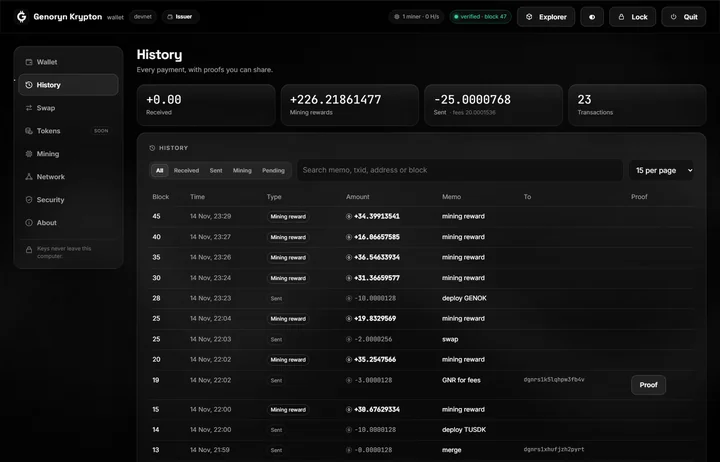 Genoryn Krypton wallet devnet Issuer 1 miner · 0 H/s verified · block 47 Explorer Lock Quit
Wallet
History
Swap
Tokens SOON
Mining
Network
Security
About
Keys never leave this
computer.
History
Every payment, with proofs you can share.
+0.00
Received
+226.21861477
Mining rewards
-25.0000768
Sent · fees 20.0001536
23
Transactions
HISTORY
All Received Sent Mining Pending Search memo, txid, address or block 15 per page
Block Time Type Amount Memo To Proof
45 14 Nov, 23:29 Mining reward +34.39913541 mining reward
40 14 Nov, 23:27 Mining reward +16.06657585 mining reward
35 14 Nov, 23:26 Mining reward +36.54633934 mining reward
30 14 Nov, 23:24 Mining reward +31.36659577 mining reward
28 14 Nov, 23:23 Sent -10.0000128 deploy GENOK
25 14 Nov, 22:04 Mining reward +19.8329569 mining reward
25 14 Nov, 22:03 Sent -2.0000256 swap
20 14 Nov, 22:02 Mining reward +35.2547566 mining reward
19 14 Nov, 22:02 Sent -3.0000128 GNR for fees dgnrs1k5lqhpw3fb4v Proof
15 14 Nov, 22:00 Mining reward +30.67629334 mining reward
14 14 Nov, 22:00 Sent -10.0000128 deploy TUSDK
13 14 Nov, 21:59 Sent -0.0000128 merge dgnrs1xhufjzh2pyrt